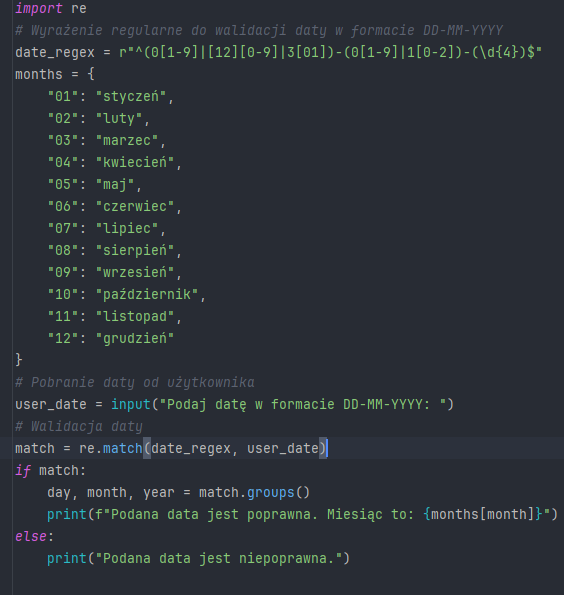 import re
# Wyrażenie regularne do walidacji daty w formacie DD-MM-YYYY
date_regex = r"^(0[1-9]|[12][0-9]|3[01])-(0[1-9]|1[0-2])-(\d{4})$"
months = {
    "01": "styczeń",
    "02": "luty",
    "03": "marzec",
    "04": "kwiecień",
    "05": "maj",
    "06": "czerwiec",
    "07": "lipiec",
    "08": "sierpień",
    "09": "wrzesień",
    "10": "październik",
    "11": "listopad",
    "12": "grudzień"
}
# Pobranie daty od użytkownika
user_date = input("Podaj datę w formacie DD-MM-YYYY: ")
# Walidacja daty
match = re.match(date_regex, user_date)
if match:
    day, month, year = match.groups()
    print(f"Podana data jest poprawna. Miesiąc to: {months[month]}")
else:
    print("Podana data jest niepoprawna.")